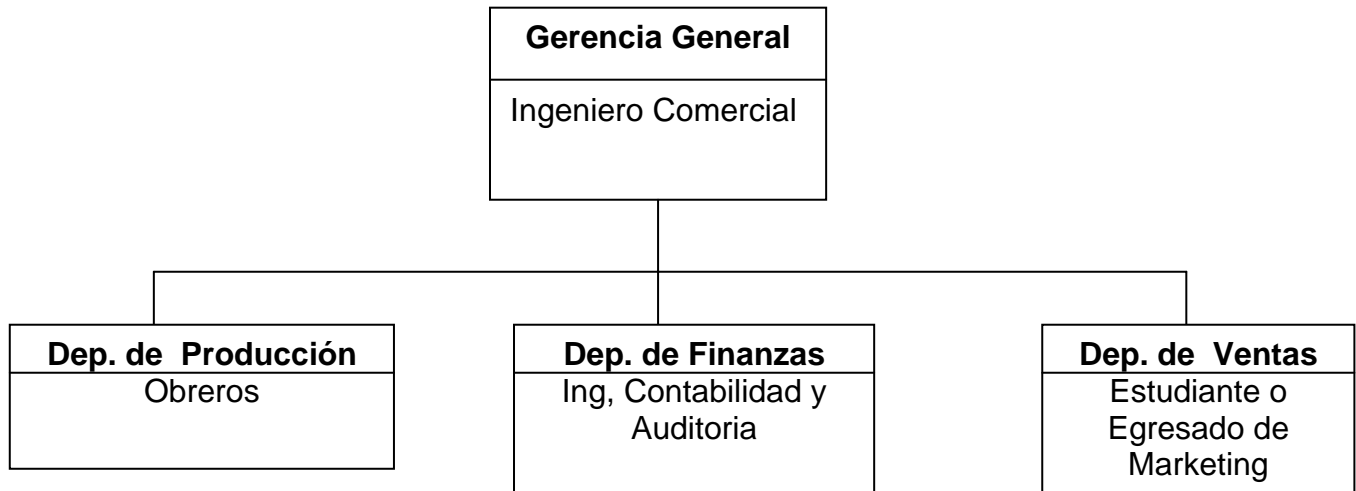 Gerencia General
Ingeniero Comercial
Dep. de  Producción
Obreros
Dep. de Finanzas
Ing, Contabilidad y
Auditoria
Dep. de  Ventas
Estudiante o
Egresado de
Marketing